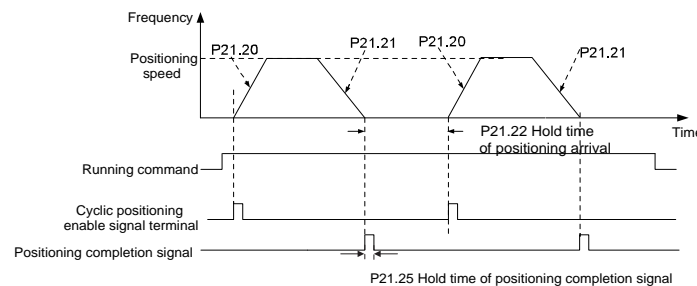 Frequency
P21.20
P21.21
P21.20
P21.21
Positioning
speed
Time
P21.22 Hold time
of positioning arrival
Running command
Cyclic positioning
enable signal terminal
Positioning completion signal
P21.25 Hold time of positioning completion signal